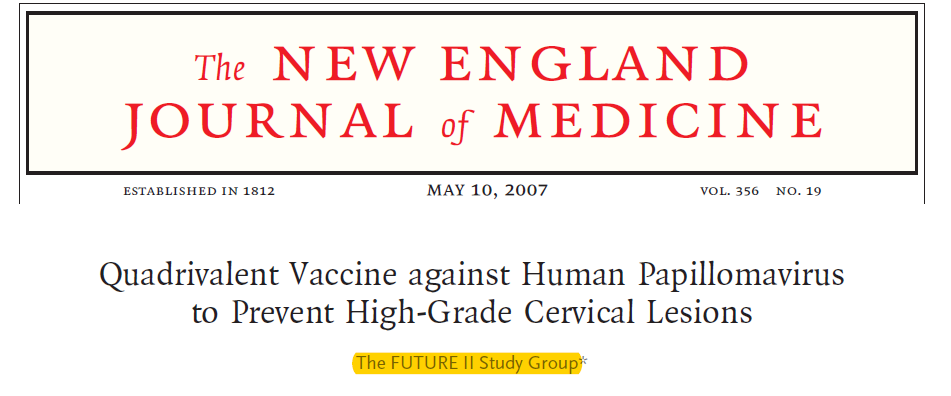 The NEW ENGLAND
JOURNAL of MEDICINE
ESTABLISHED IN 1812 MAY 10, 2007 VOL. 356 NO. 19
Quadrivalent Vaccine against Human Papillomavirus
to Prevent High-Grade Cervical Lesions
The FUTURE II Study Group*